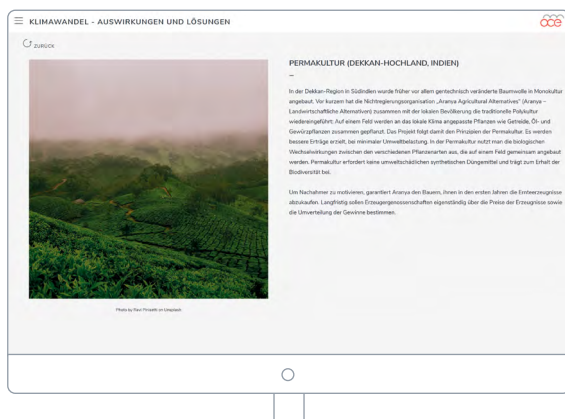 KLIMAWANDEL - AUSWIRKUNGEN UND LÖSUNGEN
ace
ZURÜCK
PERMAKULTUR (DEKKAN-HOCHLAND, INDIEN)
–
In der Dekkan-Region in Südindien wurde früher vor allem gentechnisch veränderte Baumwolle in Monokultur
angebaut. Vor kurzem hat die Nichtregierungsorganisation „Aranya Agricultural Alternatives" (Aranya –
Landwirtschaftliche Alternativen) zusammen mit der lokalen Bevölkerung die traditionelle Polykultur
wiedereingeführt: Auf einem Feld werden an das lokale Klima angepasste Pflanzen wie Getreide, Öl- und
Gewürzpflanzen zusammen gepflanzt. Das Projekt folgt damit den Prinzipien der Permakultur. Es werden
bessere Erträge erzielt, bei minimaler Umweltbelastung. In der Permakultur nutzt man die biologischen
Wechselwirkungen zwischen den verschiedenen Pflanzenarten aus, die auf einem Feld gemeinsam angebaut
werden. Permakultur erfordert keine umweltschädlichen synthetischen Düngemittel und trägt zum Erhalt der
Biodiversität bei.
Um Nachahmer zu motivieren, garantiert Aranya den Bauern, ihnen in den ersten Jahren die Ernteerzeugnisse
abzukaufen. Langfristig sollen Erzeugergenossenschaften eigenständig über die Preise der Erzeugnisse sowie
die Umverteilung der Gewinne bestimmen.
Photo by Ravi Pinisetti on Unsplash.